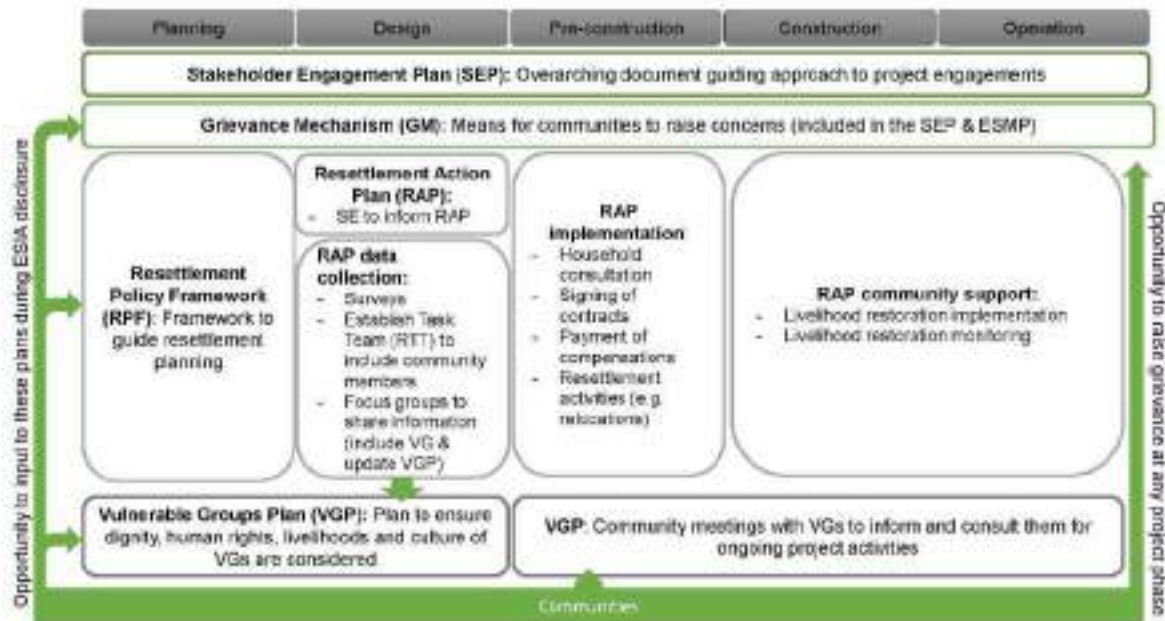 Planning
Design
Pre-construction
Construction
Operation
Stakeholder Engagement Plan (SEP): Overarching document guiding approach to project engagements
Grievance Mechanism (GM): Means for communities to raise concerns (included in the SEP & ESMP)
Opportunity to input to these plans during ESIA disclosure
Resettlement
Policy Framework
(RPF): Framework to
guide resettlement
planning
Resettlement Action
Plan (RAP):
- SE to inform RAP
RAP data
collection:
- Surveys
- Establish Task
Team (RTT) to
include community
members
- Focus groups to
share information
(include VG &
update VGP)
RAP
implementation
- Household
consultation
- Signing of
contracts
- Payment of
compensations
- Resettlement
activities (e.g.
relocations)
RAP community support:
- Livelihood restoration implementation
- Livelihood restoration monitoring
Opportunity to raise grievance at any project phase
Vulnerable Groups Plan (VGP): Plan to ensure
dignity, human rights, livelihoods and culture of
VGs are considered
VGP: Community meetings with VGs to inform and consult them for
ongoing project activities
Communities